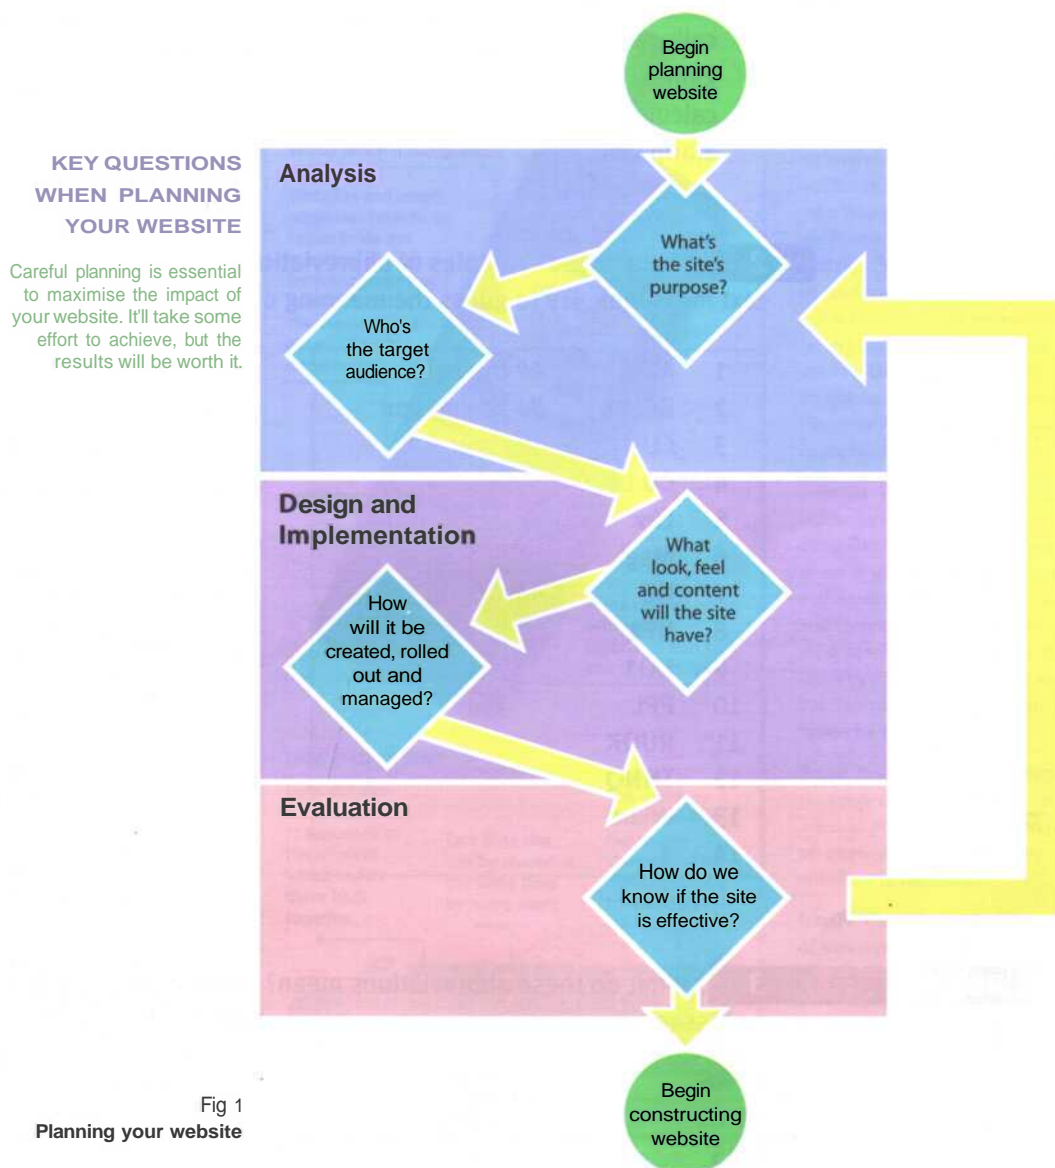 Begin
planning
website
KEY QUESTIONS
WHEN PLANNING
YOUR WEBSITE
Careful planning is essential
to maximise the impact of
your website. It'll take some
effort to achieve, but the
results will be worth it.
Analysis
What's
the site's
purpose?
Who's
the target
audience?
Design and
Implementation
What
look, feel
and content
will the site
have?
How
will it be
created, rolled
out and
managed?
Evaluation
How do we
know if the site
is effective?
Begin
constructing
website
Fig 1
Planning your website